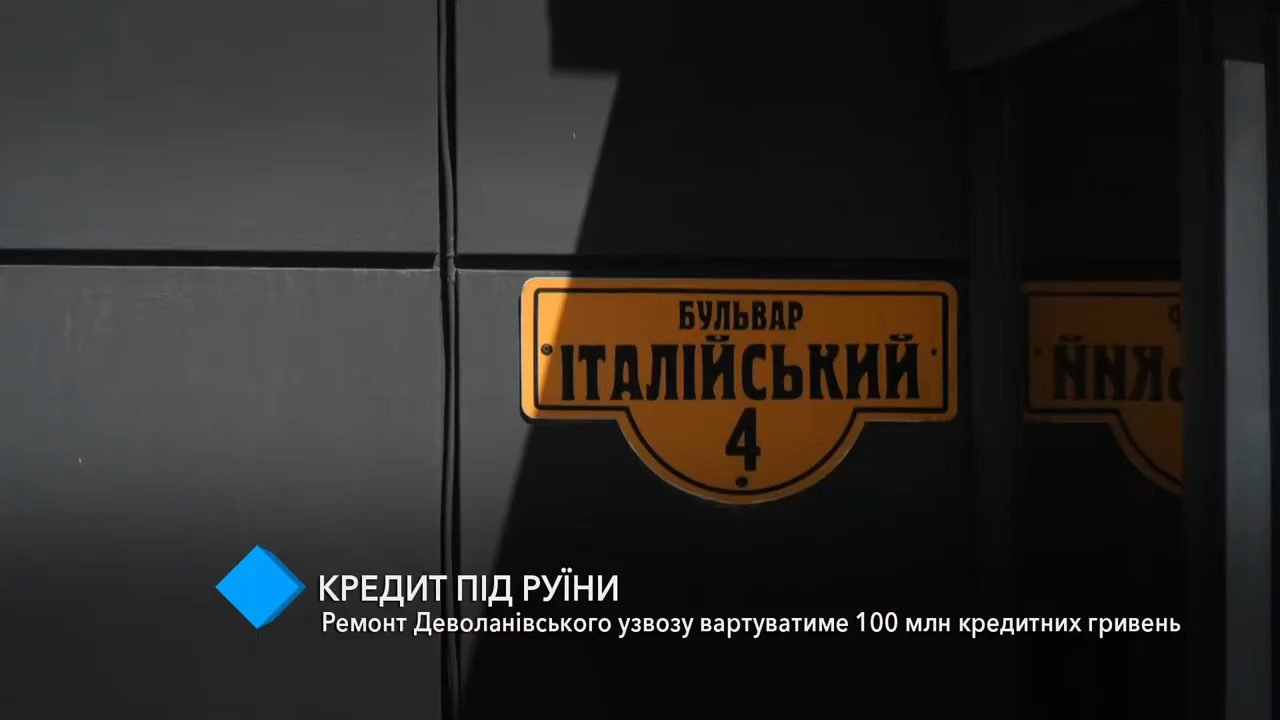 БУЛЬВАР
ІТАЛІЙСЬКИЙ
4
КРЕДИТ ПІД РУЇНИ
Ремонт Деволанівського узвозу вартуватиме 100 млн кредитних гривень